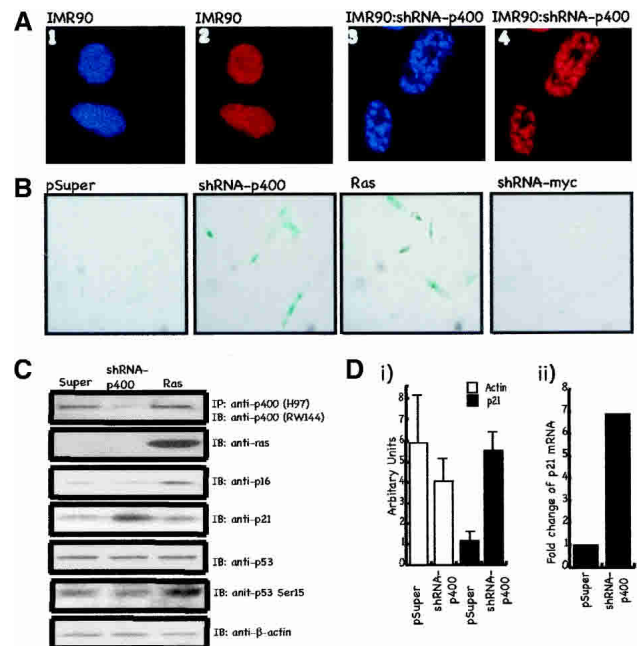 A
IMR90
IMR90
IMR90:shRNA-p400
IMR90:shRNA-p400
1
2
3
4
B
pSuper
shRNA-p400
Ras
shRNA-myc
C
Super
shRNA-
p400
Ras
IP: anti-p400 (H97)
IB: anti-p400 (RW144)
IB: anti-ras
IB: anti-p16
IB: anti-p21
IB: anti-p53
IB: anit-p53 Ser15
IB: anti-β-actin
D
i)
Actin
p21
Arbitary Units
8
7
6
5
4
3
2
1
pSuper
shRNA-
p400
pSuper
shRNA-
p400
ii)
Fold change of p21 mRNA
8
7
6
5
4
3
2
1
pSuper
shRNA-
p400